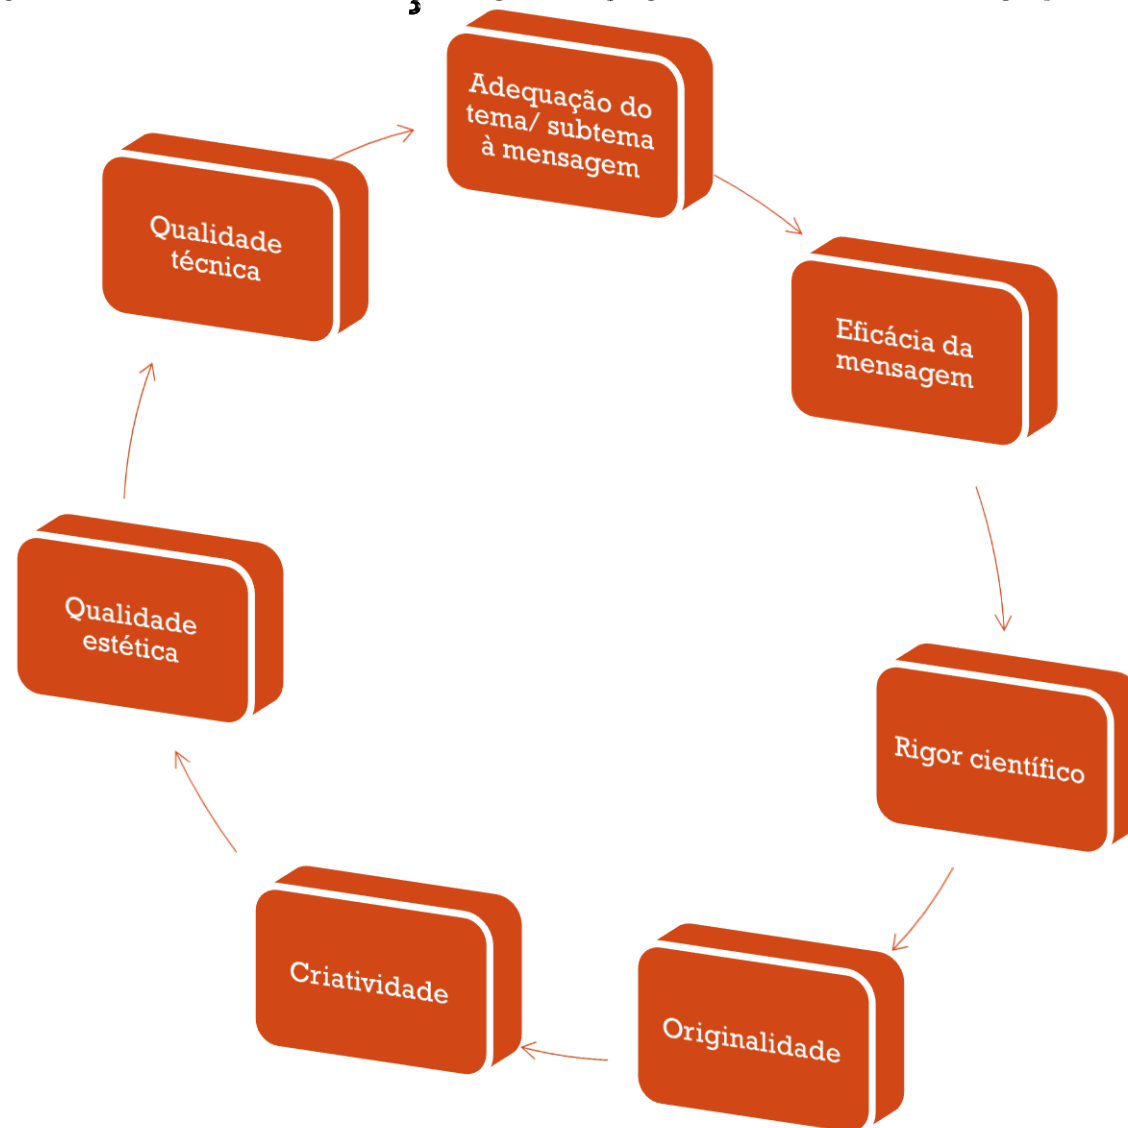 Adequação do
tema/ subtema
à mensagem
Eficácia da
mensagem
Rigor científico
Originalidade
Criatividade
Qualidade
estética
Qualidade
técnica